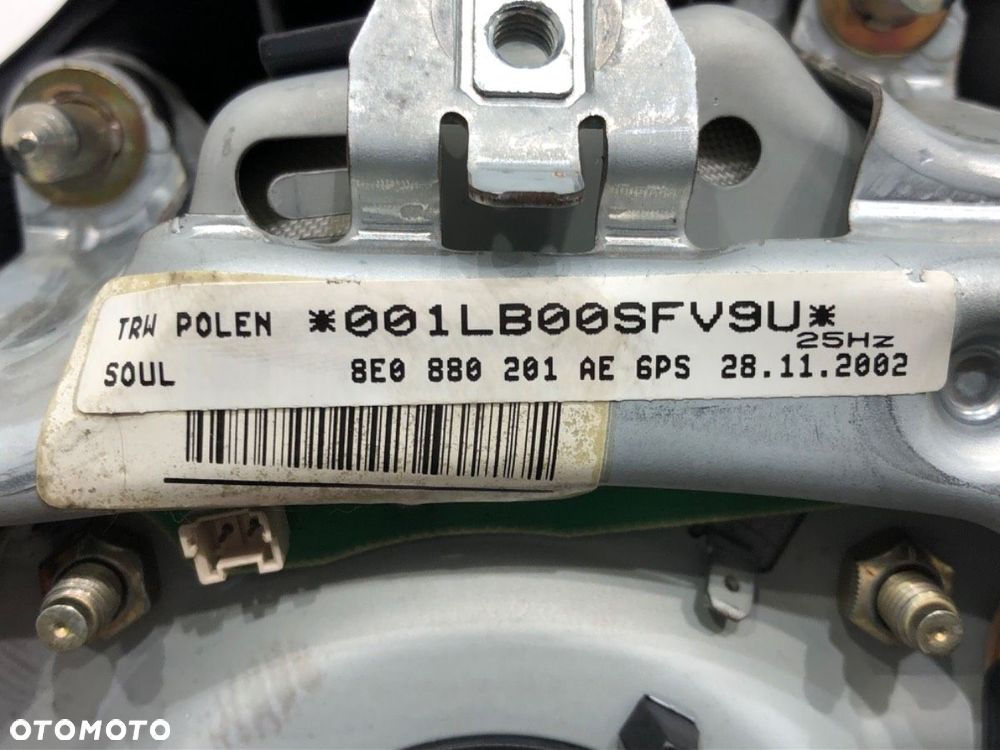 TRW POLEN *001LB00SFV9U*
25Hz
SOUL 8E0 880 201 AE 6PS 28.11.2002
OTOMOTO